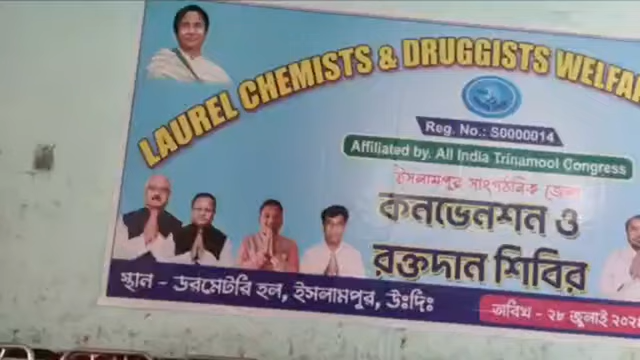 LAUREL CHEMISTS & DRUGGISTS WELFA
Reg. No.: S0000014
Affiliated by. All India Trinamool Congress
ইসলামপুর সাংগঠনিক জেলা
কনভেনশন ও
রক্তদান শিবির
স্থান - ডরমেটরি হল, ইসলামপুর, উঃদিঃ
তারিখ - ২৮ জুলাই